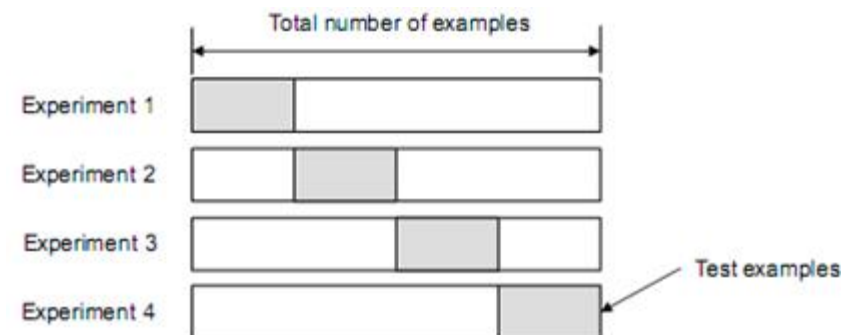 Total number of examples
Experiment 1
Experiment 2
Experiment 3
Test examples
Experiment 4